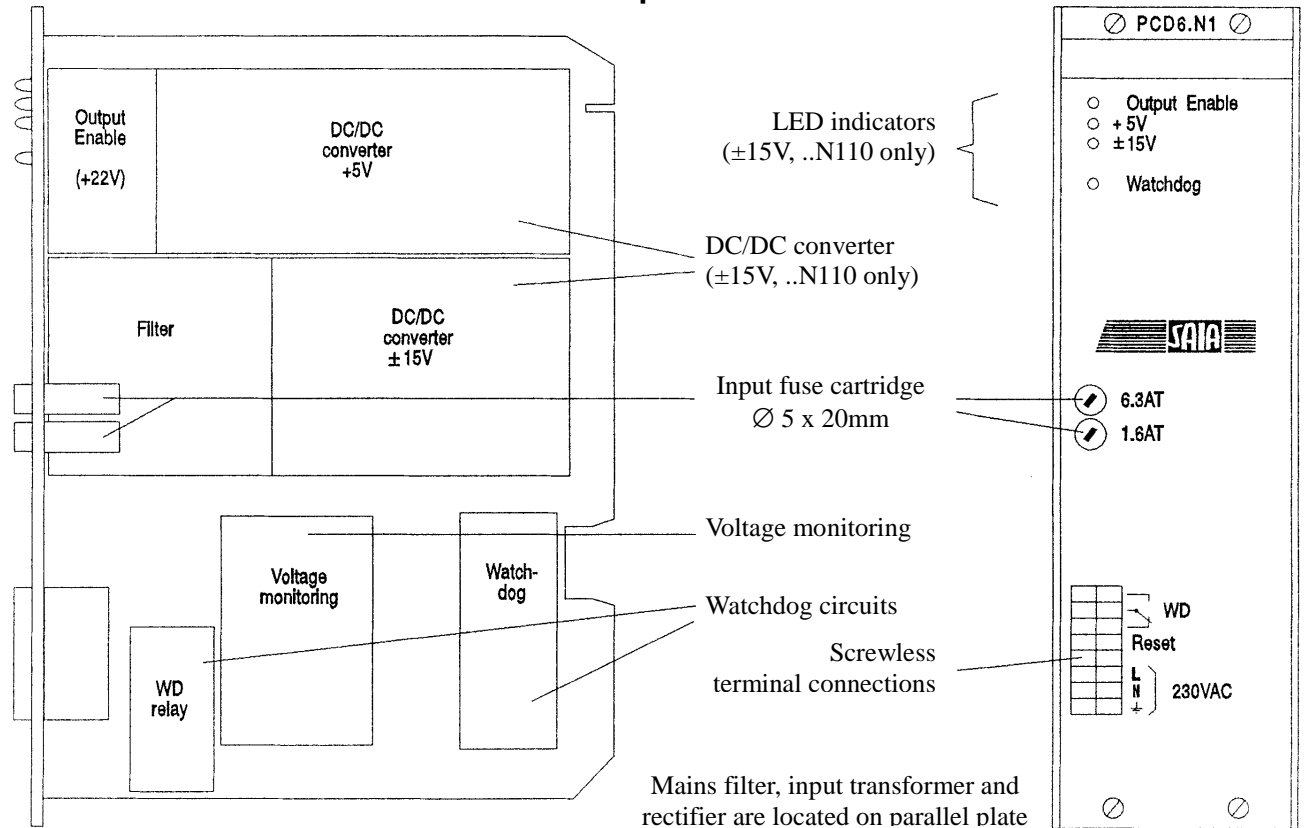 Output
Enable
(+22V)
DC/DC
converter
+5V
Filter
DC/DC
converter
±15V
Voltage
monitoring
Watch-
dog
WD
relay
LED indicators
(±15V, ..N110 only)
DC/DC converter
(±15V, ..N110 only)
Input fuse cartridge
∅ 5 x 20mm
Voltage monitoring
Watchdog circuits
Screwless
terminal connections
Mains filter, input transformer and
rectifier are located on parallel plate
PCD6.N1
Output Enable
+5V
±15V
Watchdog
SAIA
6.3AT
1.6AT
WD
Reset
L
N
230VAC